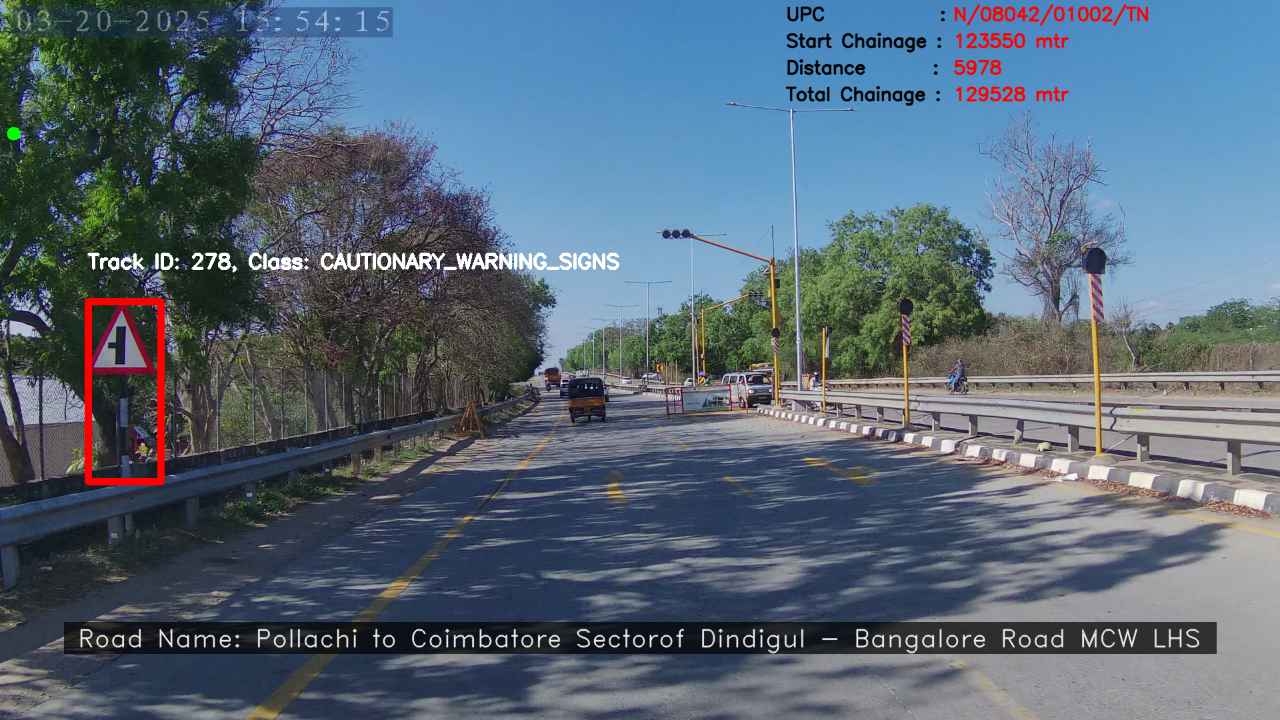 03-20-2025 15:54:15
UPC : N/08042/01002/TN
Start Chainage : 123550 mtr
Distance : 5978
Total Chainage : 129528 mtr
Track ID: 278, Class: CAUTIONARY_WARNING_SIGNS
Road Name: Pollachi to Coimbatore Sectorof Dindigul - Bangalore Road MCW LHS